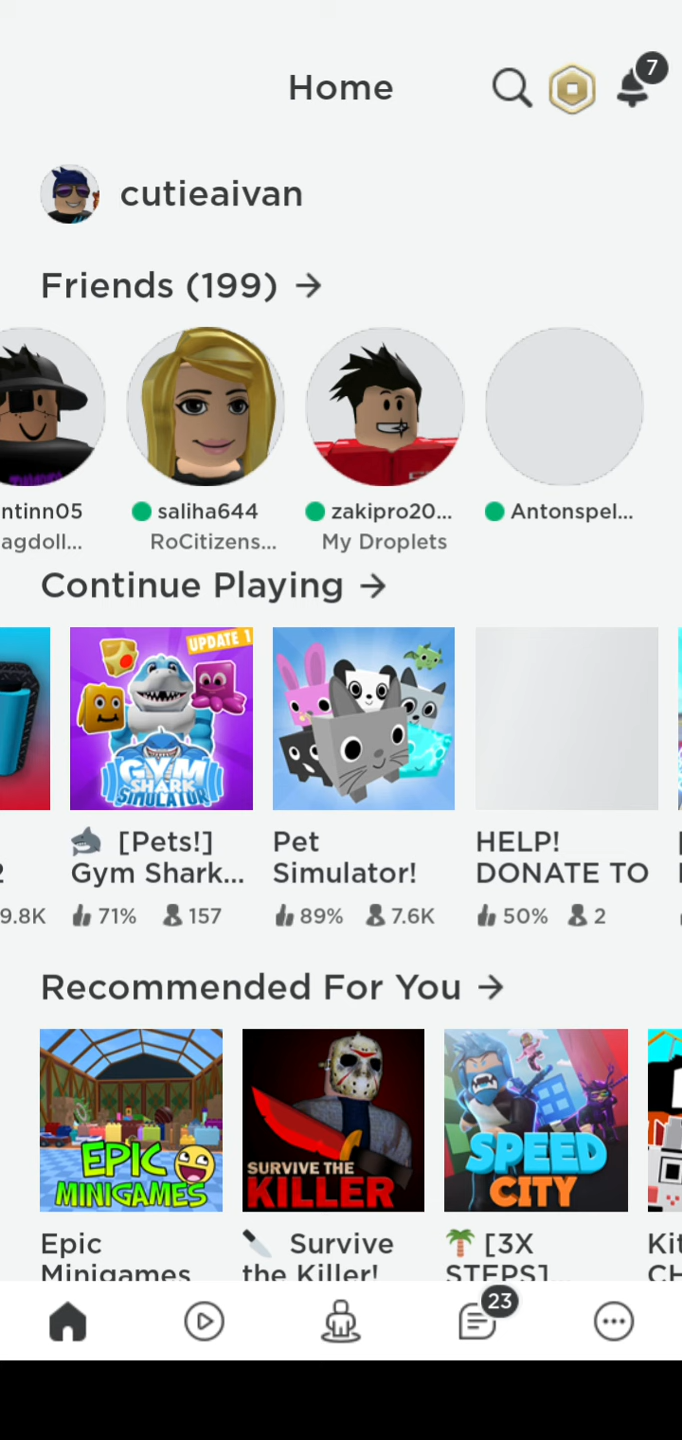 Home
7
cutieaivan
Friends (199) →
ntinn05
saliha644
zakipro20...
Antonspel...
agdoll...
RoCitizens...
My Droplets
Continue Playing →
UPDATE 1
GYM
SHARK
SIMULATOR
2
🦈 [Pets!]
Gym Shark...
Pet
Simulator!
HELP!
DONATE TO
9.8K
71%
157
89%
7.6K
50%
2
Recommended For You →
EPIC
MINIGAMES
SURVIVE THE
KILLER
SPEED
CITY
Epic
Minigames
🔪 Survive
the Killer!
🌴 [3X
STEPS]...
Kit
CH
23